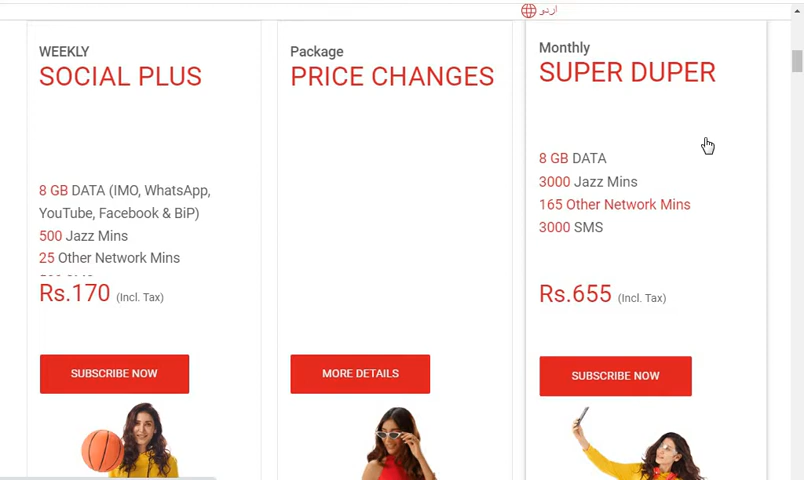 اردو
WEEKLY
SOCIAL PLUS
8 GB DATA (IMO, WhatsApp,
YouTube, Facebook & BiP)
500 Jazz Mins
25 Other Network Mins
Rs.170 (Incl. Tax)
SUBSCRIBE NOW
Package
PRICE CHANGES
MORE DETAILS
Monthly
SUPER DUPER
8 GB DATA
3000 Jazz Mins
165 Other Network Mins
3000 SMS
Rs.655 (Incl. Tax)
SUBSCRIBE NOW